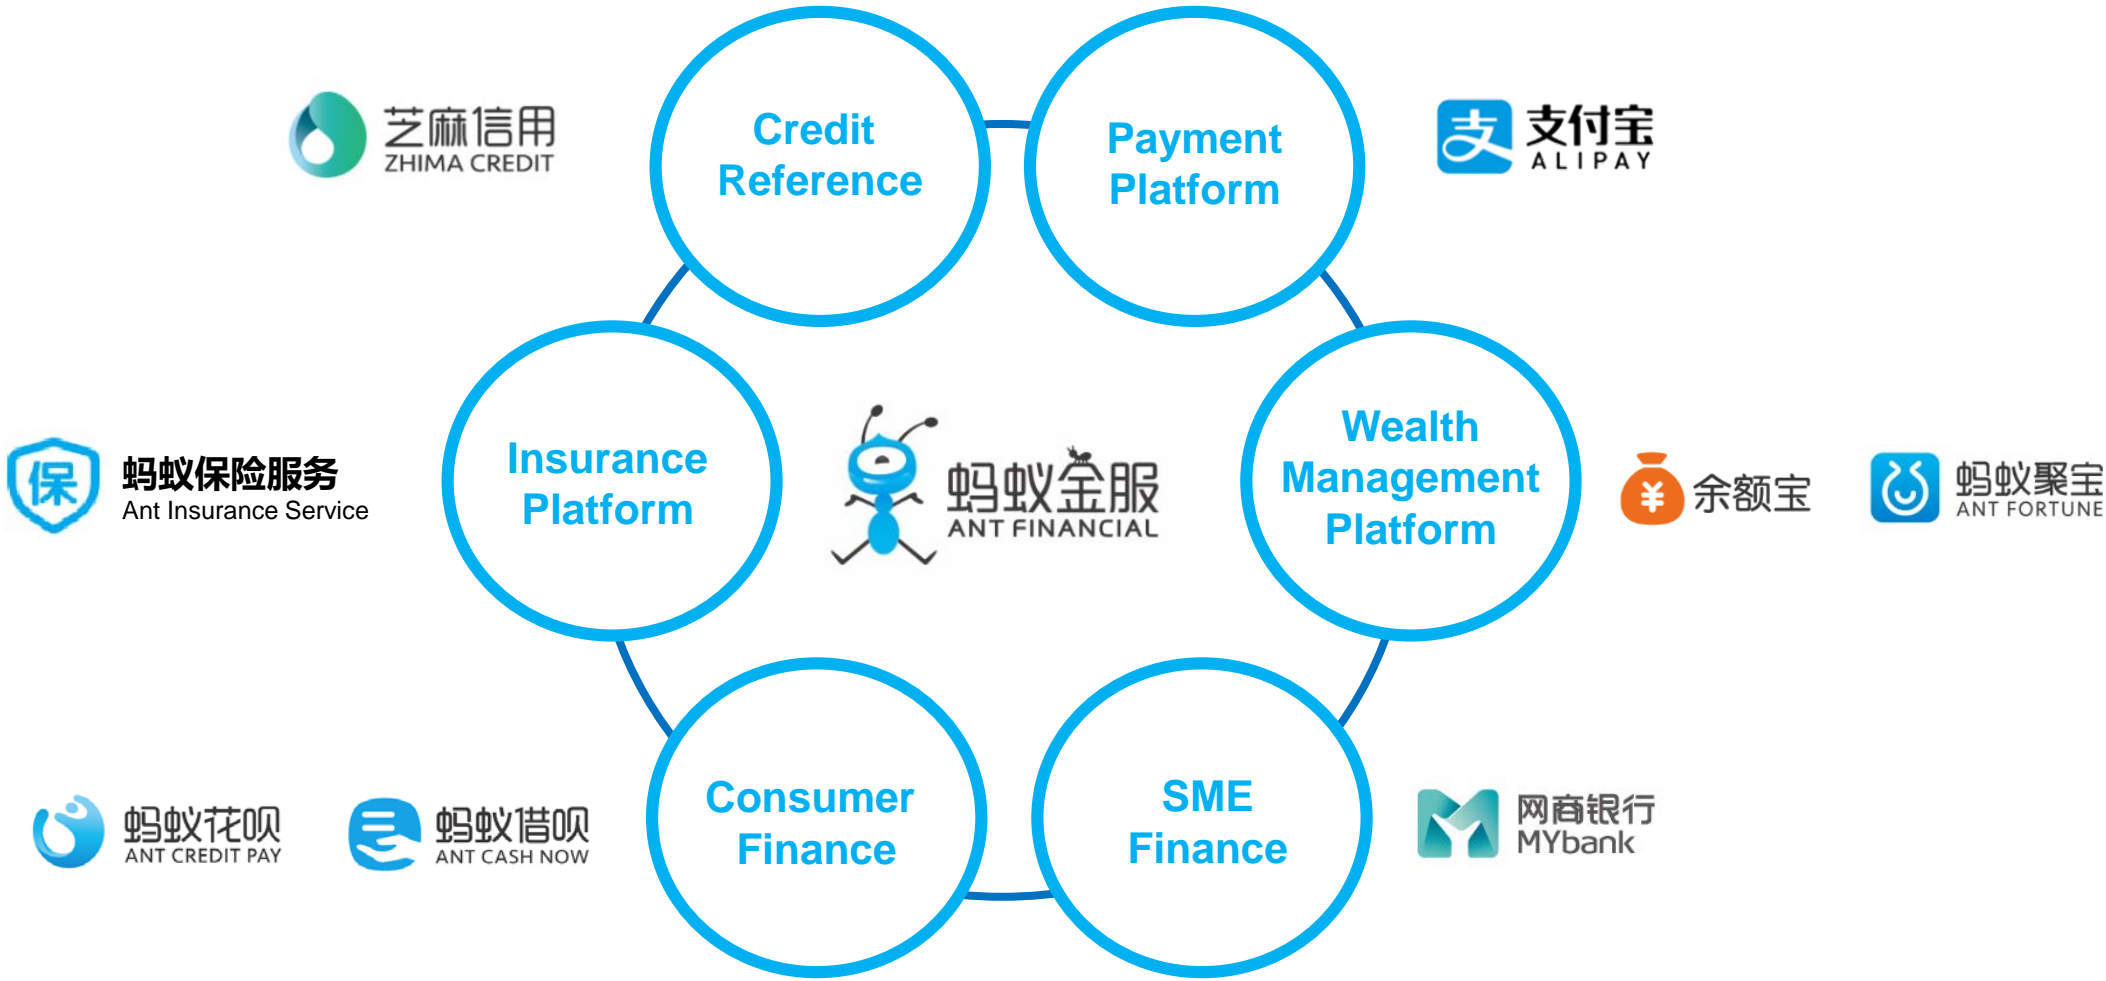 芝麻信用
ZHIMA CREDIT
Credit
Reference
Payment
Platform
支
支付宝
ALIPAY
保
蚂蚁保险服务
Ant Insurance Service
Insurance
Platform
蚂蚁金服
ANT FINANCIAL
Wealth
Management
Platform
¥
余额宝
蚂蚁聚宝
ANT FORTUNE
蚂蚁花呗
ANT CREDIT PAY
蚂蚁借呗
ANT CASH NOW
Consumer
Finance
SME
Finance
网商银行
MYbank